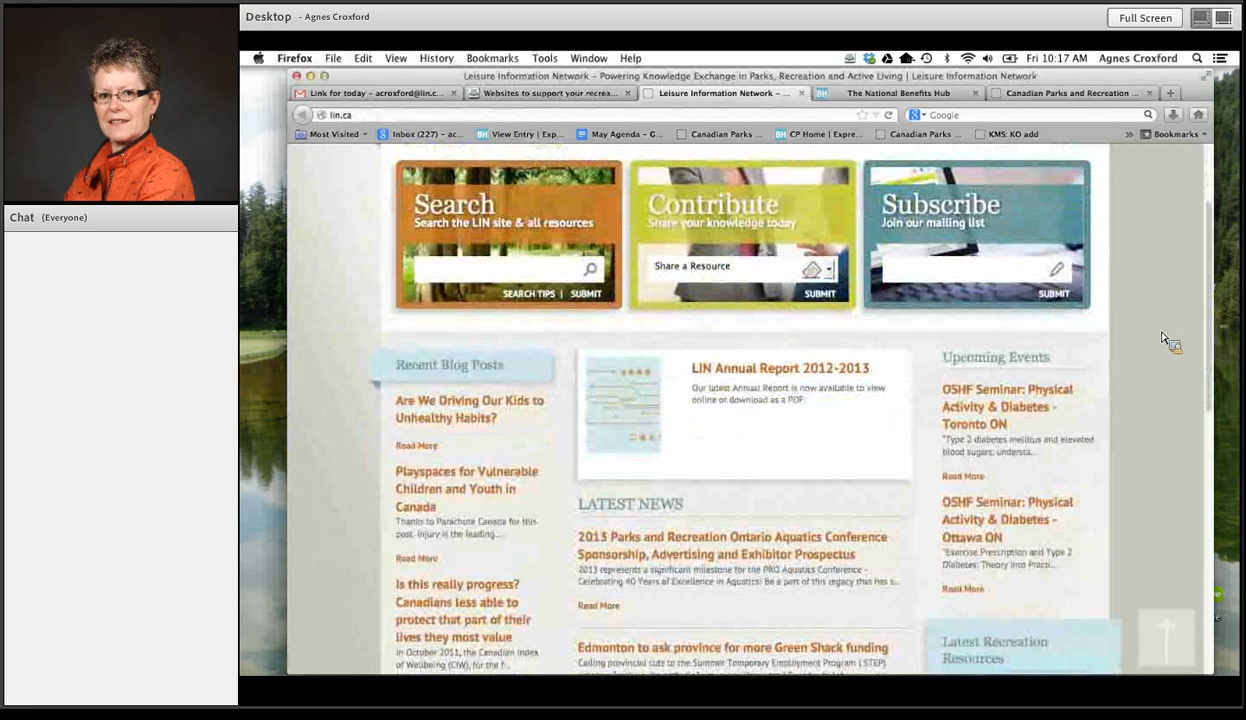 Desktop - Agnes Croxford
Full Screen
Firefox File Edit View History Bookmarks Tools Window Help
Fri 10:17 AM Agnes Croxford
Leisure Information Network – Powering Knowledge Exchange in Parks, Recreation and Active Living | Leisure Information Network
Link for today - acroxford@lin.c...
Websites to support your recrea...
Leisure Information Network - ...
BH The National Benefits Hub
Canadian Parks and Recreation ...
lin.ca
Google
Most Visited
Inbox (227) – ac...
BH View Entry | Exp...
May Agenda – G...
Canadian Parks ...
BH CP Home | Expre...
Canadian Parks ...
KMS: KO add
Bookmarks
Chat (Everyone)
Search
Search the LIN site & all resources
SEARCH TIPS | SUBMIT
Contribute
Share your knowledge today
Share a Resource
SUBMIT
Subscribe
Join our mailing list
SUBMIT
Recent Blog Posts
Are We Driving Our Kids to
Unhealthy Habits?
Read More
Playspaces for Vulnerable
Children and Youth in
Canada
Thanks to Parachute Canada for this
post. Injury is the leading...
Read More
Is this really progress?
Canadians less able to
protect that part of their
lives they most value
In October 2011, the Canadian Index
of Wellbeing (CIW), for the f...
LIN Annual Report 2012-2013
Our latest Annual Report is now available to view
online or download as a PDF.
LATEST NEWS
2013 Parks and Recreation Ontario Aquatics Conference
Sponsorship, Advertising and Exhibitor Prospectus
2013 represents a significant milestone for the PRO Aquatics Conference -
Celebrating 40 Years of Excellence in Aquatics! Be a part of this legacy that has s...
Read More
Edmonton to ask province for more Green Shack funding
Calling provincial cuts to the Summer Temporary Employment Program (STEP)
Upcoming Events
OSHF Seminar: Physical
Activity & Diabetes -
Toronto ON
"Type 2 diabetes mellitus and elevated
blood sugars: understa...
Read More
OSHF Seminar: Physical
Activity & Diabetes -
Ottawa ON
"Exercise Prescription and Type 2
Diabetes: Theory into Practi...
Read More
Latest Recreation
Resources